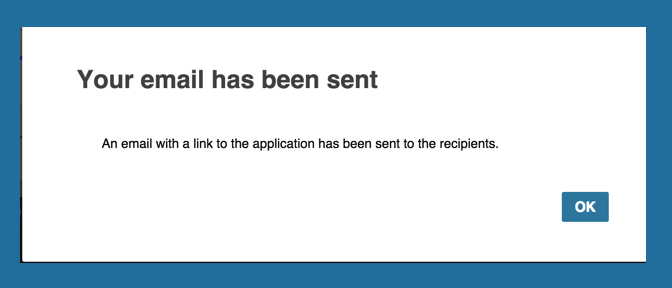 Your email has been sent
An email with a link to the application has been sent to the recipients.
OK